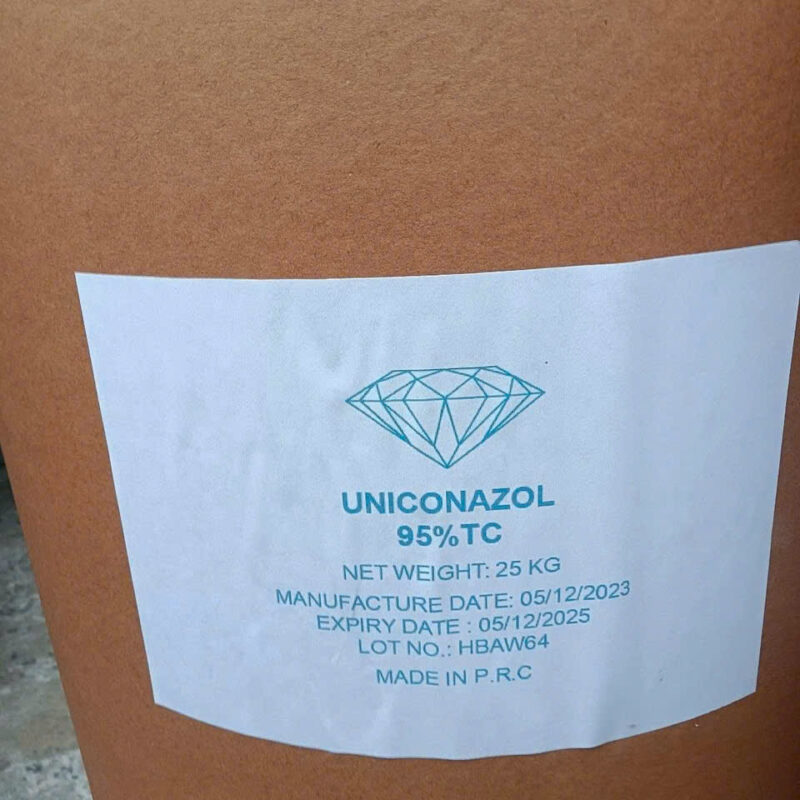 UNICONAZOL
95%TC
NET WEIGHT: 25 KG
MANUFACTURE DATE: 05/12/2023
EXPIRY DATE : 05/12/2025
LOT NO.: HBAW64
MADE IN P.R.C